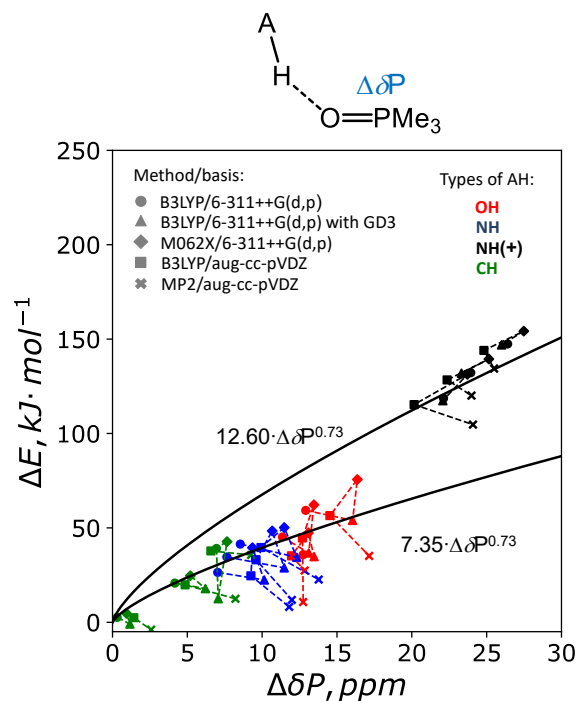 A
H
ΔδP
O=PMe₃
250
200
150
100
50
0
ΔE, kJ· mol⁻¹
Method/basis:
B3LYP/6-311++G(d,p)
B3LYP/6-311++G(d,p) with GD3
M062X/6-311++G(d,p)
B3LYP/aug-cc-pVDZ
MP2/aug-cc-pVDZ
Types of AH:
OH
NH
NH(+)
CH
12.60·ΔδP⁰·⁷³
7.35·ΔδP⁰·⁷³
0 5 10 15 20 25 30
ΔδP, ppm